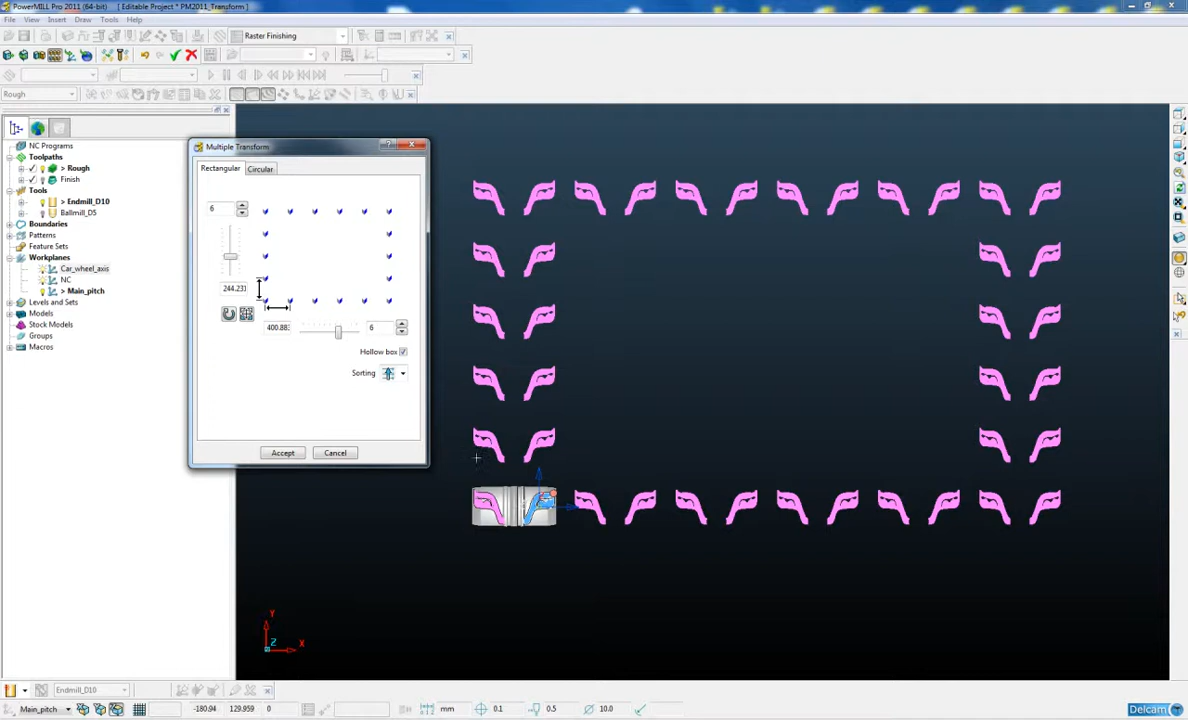 PowerMILL Pro 2011 (64-bit) - [Editable Project * PM2011_Transform]
File View Insert Draw Tools Help
Raster Finishing
Rough
NC Programs
Toolpaths
> Rough
Finish
Tools
> Endmill_D10
Ballmill_D5
Boundaries
Patterns
Feature Sets
Workplanes
Car_wheel_axis
NC
> Main_pitch
Levels and Sets
Models
Stock Models
Groups
Macros
Multiple Transform
Rectangular Circular
6
244.231
400.883
6
Hollow box
Sorting
Accept Cancel
Y
Z X
Endmill_D10
Main_pitch -180.94 129.959 0 mm 0.1 0.5 10.0
Delcam